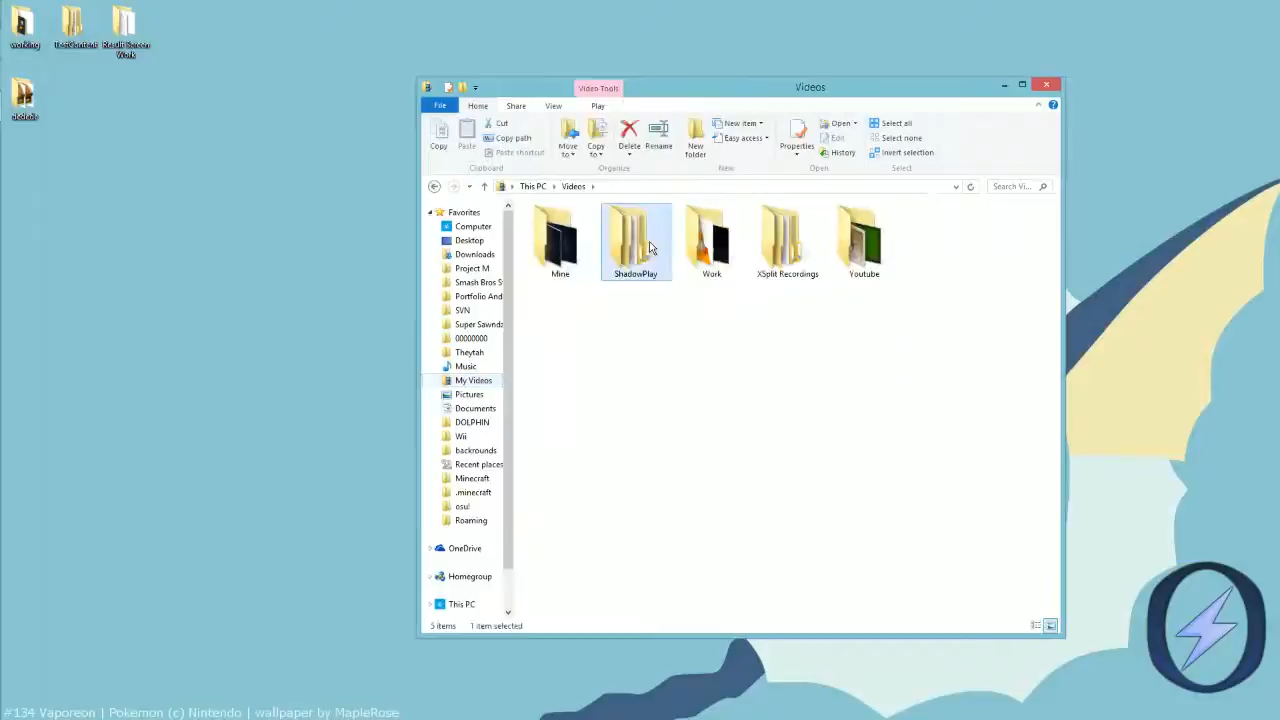 working
TestContent
Result Screen
Work
Video Tools
Videos
File
Home
Share
View
Play
Copy
Paste
Cut
Copy path
Paste shortcut
Clipboard
Move
to
Copy
to
Delete
Rename
Organize
New
folder
New item
Easy access
New
Properties
Open
Edit
History
Open
Select all
Select none
Invert selection
Select
This PC
Videos
Search Vi...
Favorites
Computer
Desktop
Downloads
Project M
Smash Bros S
Portfolio And
SVN
Super Sawnd
00000000
Theytah
Music
My Videos
Pictures
Documents
DOLPHIN
Wii
backrounds
Recent places
Minecraft
.minecraft
osu!
Roaming
OneDrive
Homegroup
This PC
Mine
ShadowPlay
Work
XSplit Recordings
Youtube
5 items
1 item selected
#134 Vaporeon | Pokemon (c) Nintendo | wallpaper by MapleRose